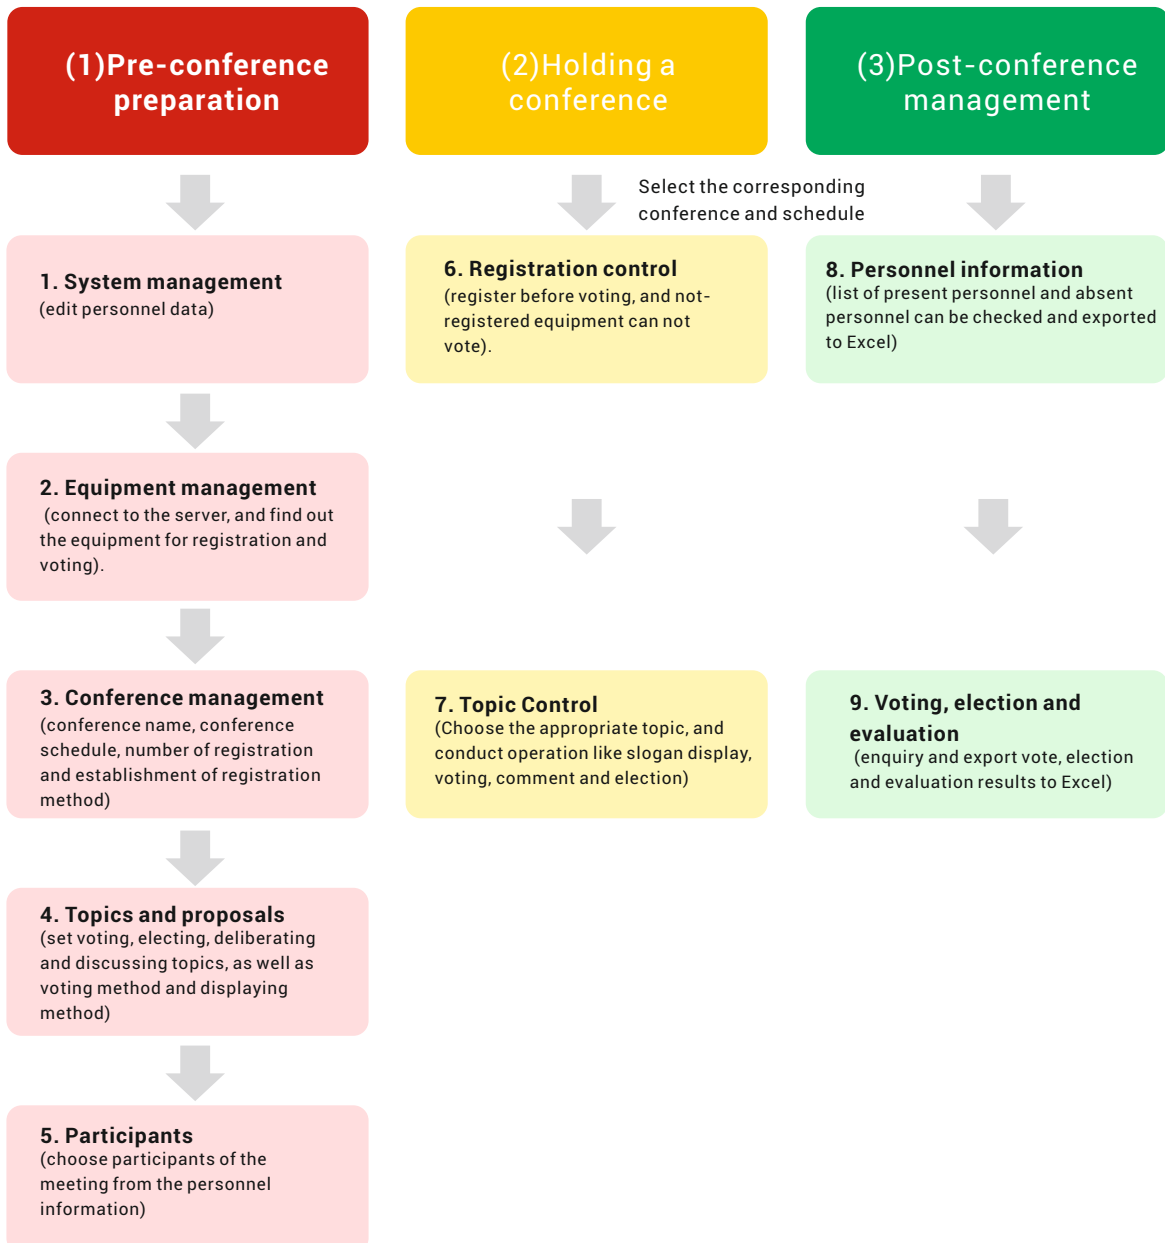 (1)Pre-conference
preparation
(2)Holding a
conference
(3)Post-conference
management
Select the corresponding
conference and schedule
1. System management
(edit personnel data)
2. Equipment management
(connect to the server, and find out
the equipment for registration and
voting).
3. Conference management
(conference name, conference
schedule, number of registration
and establishment of registration
method)
4. Topics and proposals
(set voting, electing, deliberating
and discussing topics, as well as
voting method and displaying
method)
5. Participants
(choose participants of the
meeting from the personnel
information)
6. Registration control
(register before voting, and not-
registered equipment can not
vote).
7. Topic Control
(Choose the appropriate topic, and
conduct operation like slogan display,
voting, comment and election)
8. Personnel information
(list of present personnel and absent
personnel can be checked and exported
to Excel)
9. Voting, election and
evaluation
(enquiry and export vote, election
and evaluation results to Excel)